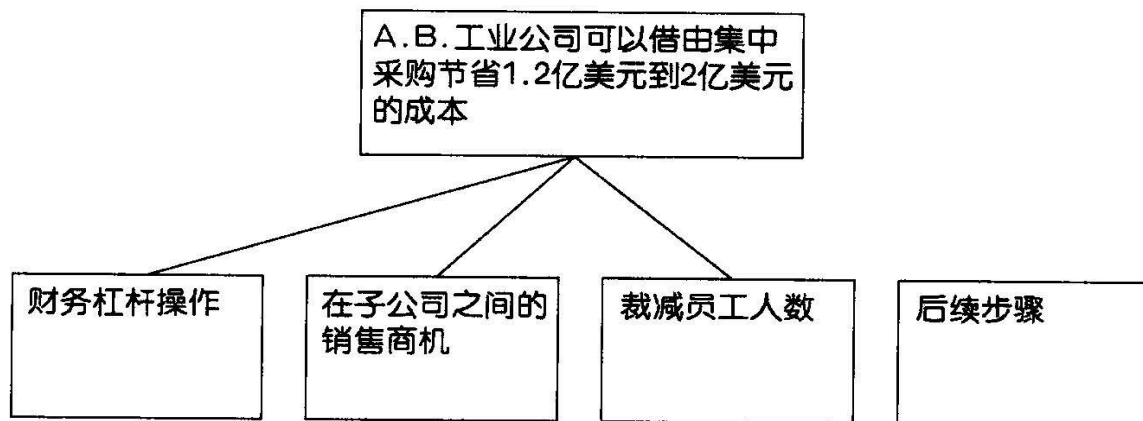 A.B.工业公司可以借由集中
采购节省1.2亿美元到2亿美元
的成本
财务杠杆操作
在子公司之间的
销售商机
裁减员工人数
后续步骤